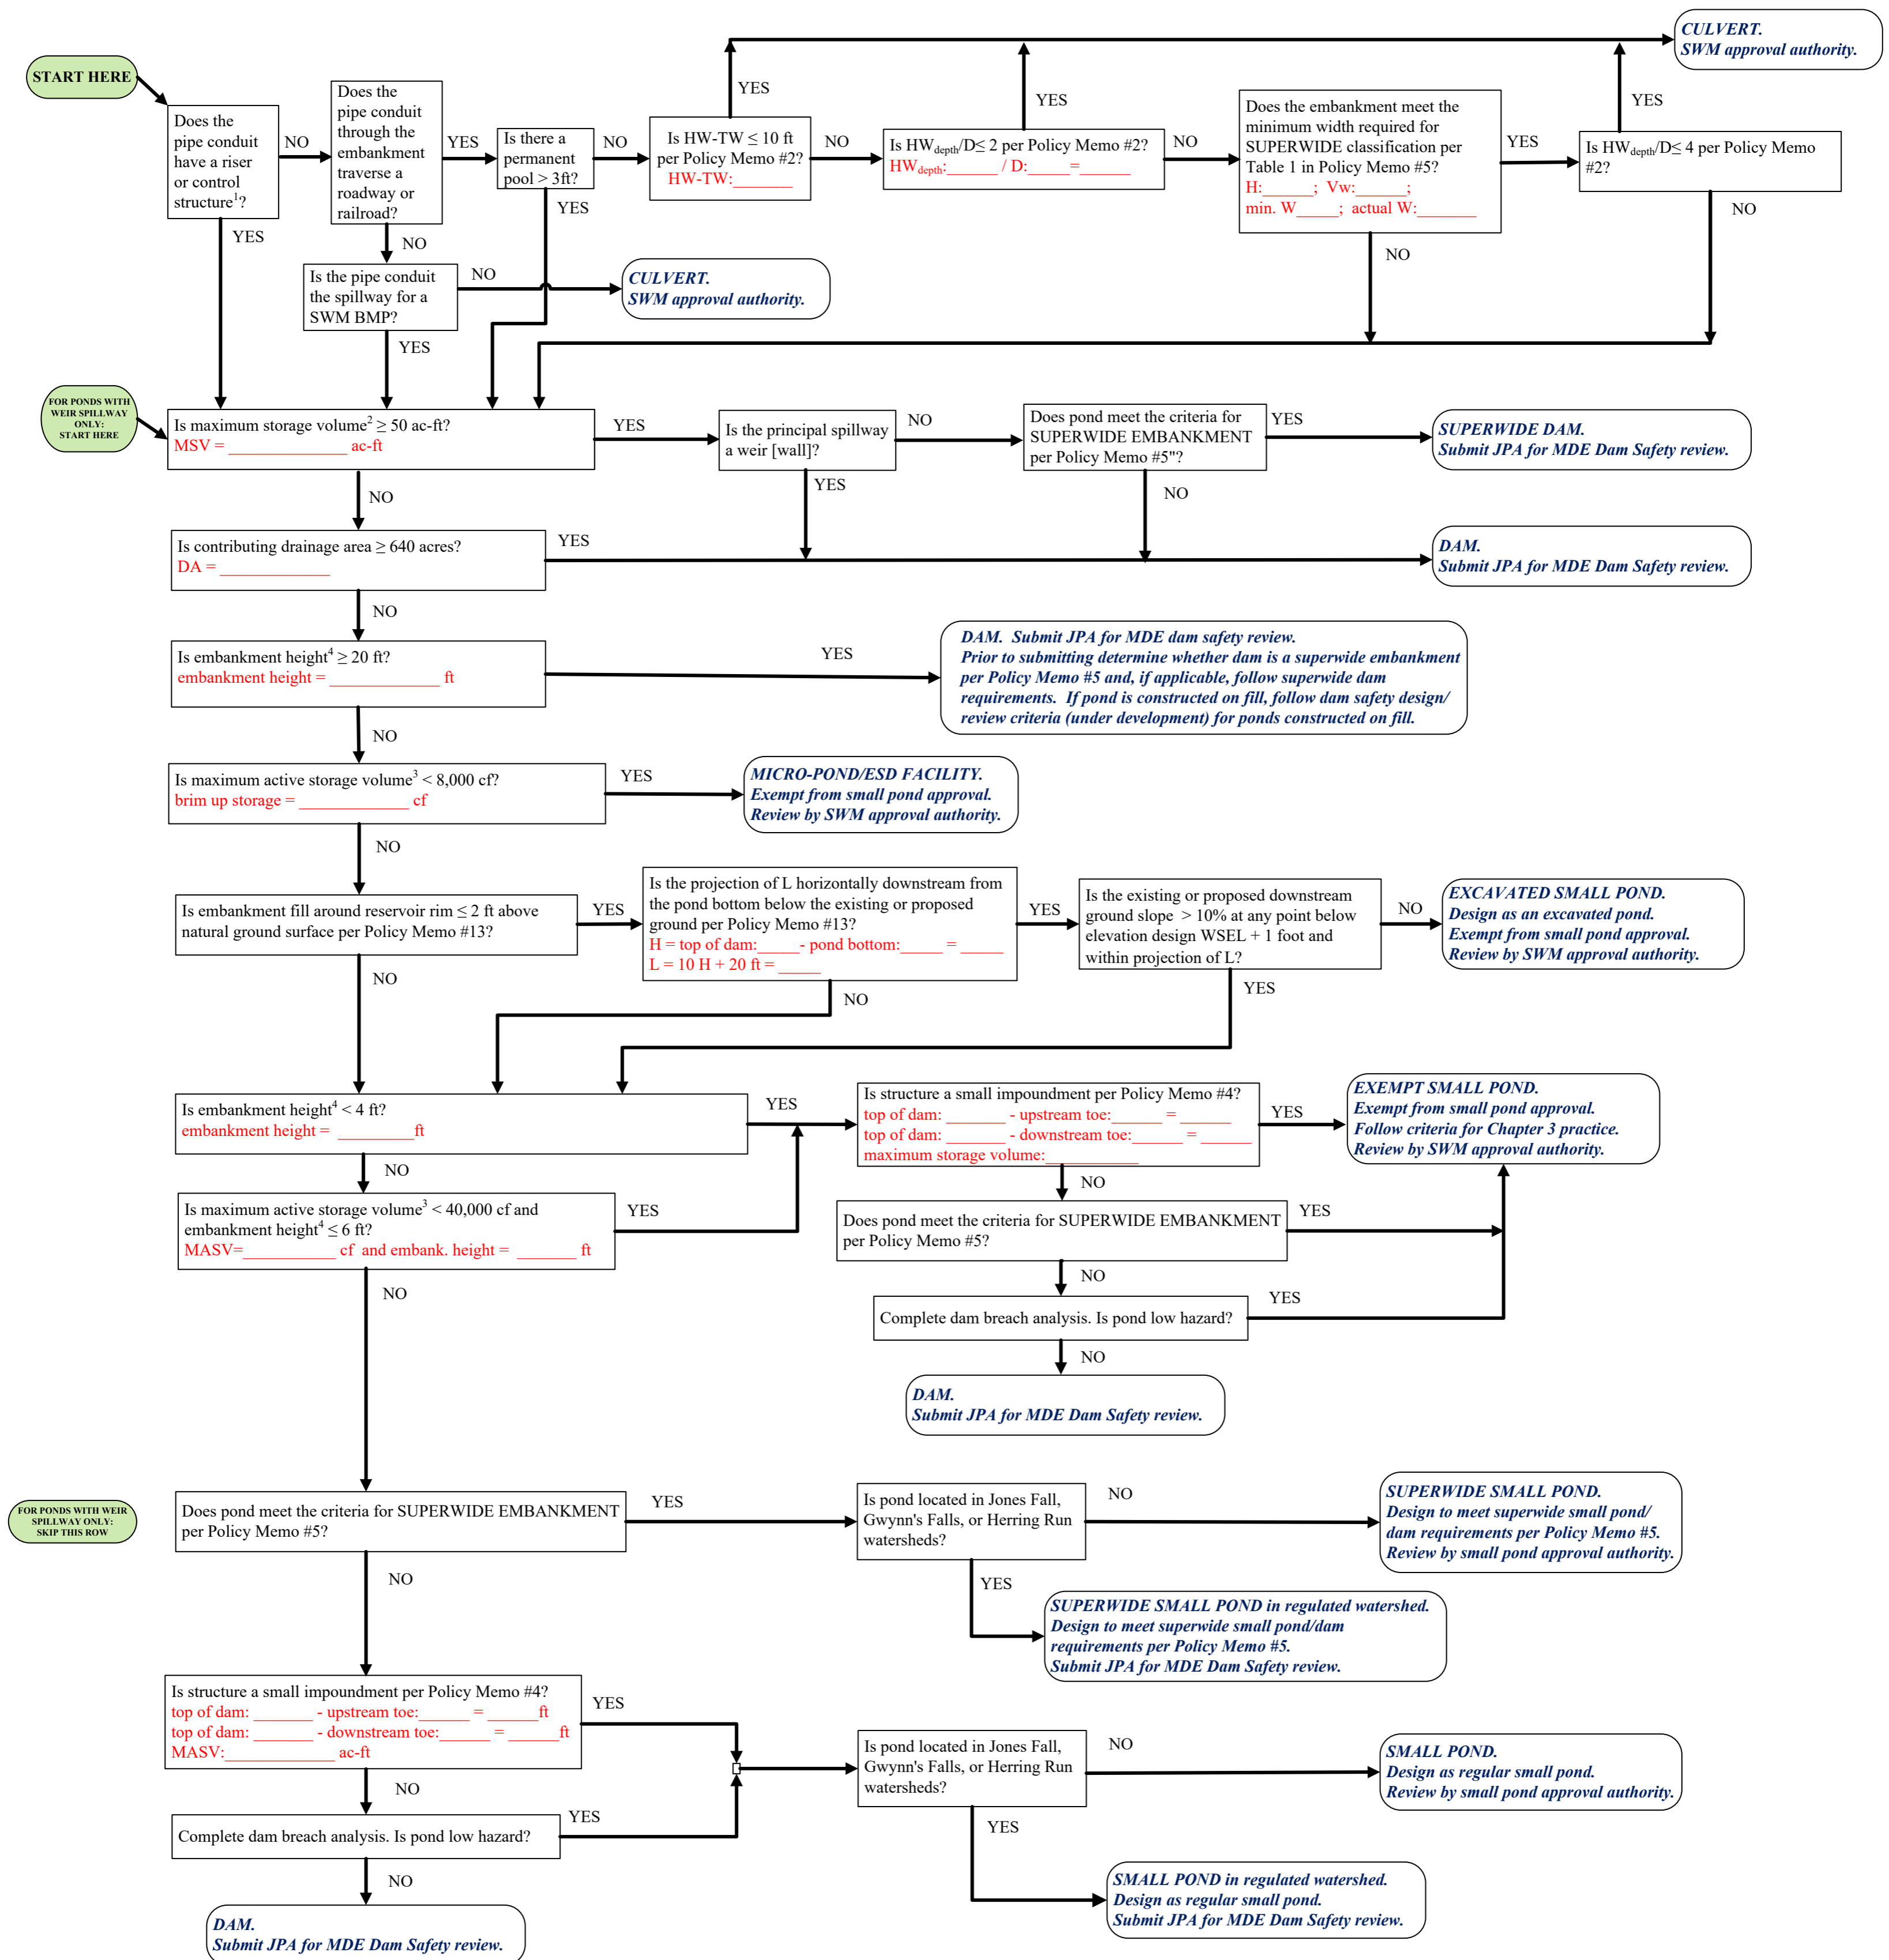 START HERE
Does the
pipe conduit
have a riser
or control
structure1?
NO
YES
Does the
pipe conduit
through the
embankment
traverse a
roadway or
railroad?
YES
NO
Is there a
permanent
pool > 3ft?
NO
YES
Is HW-TW ≤ 10 ft
per Policy Memo #2?
HW-TW:_______
YES
NO
Is HWdepth/D≤ 2 per Policy Memo #2?
HWdepth:______ / D:_____=______
YES
NO
Does the embankment meet the
minimum width required for
SUPERWIDE classification per
Table 1 in Policy Memo #5?
H:______; Vw:______;
min. W_____; actual W:_______
YES
NO
Is HWdepth/D≤ 4 per Policy Memo
#2?
YES
NO
CULVERT.
SWM approval authority.
Is the pipe conduit
the spillway for a
SWM BMP?
NO
YES
CULVERT.
SWM approval authority.
FOR PONDS WITH
WEIR SPILLWAY
ONLY:
START HERE
Is maximum storage volume2 ≥ 50 ac-ft?
MSV = ______________ ac-ft
YES
NO
Is the principal spillway
a weir [wall]?
NO
YES
Does pond meet the criteria for
SUPERWIDE EMBANKMENT
per Policy Memo #5"?
YES
NO
SUPERWIDE DAM.
Submit JPA for MDE Dam Safety review.
Is contributing drainage area ≥ 640 acres?
DA = _____________
YES
NO
DAM.
Submit JPA for MDE Dam Safety review.
Is embankment height4 ≥ 20 ft?
embankment height = _____________ ft
YES
NO
DAM. Submit JPA for MDE dam safety review.
Prior to submitting determine whether dam is a superwide embankment
per Policy Memo #5 and, if applicable, follow superwide dam
requirements. If pond is constructed on fill, follow dam safety design/
review criteria (under development) for ponds constructed on fill.
Is maximum active storage volume3 < 8,000 cf?
brim up storage = _____________ cf
YES
NO
MICRO-POND/ESD FACILITY.
Exempt from small pond approval.
Review by SWM approval authority.
Is embankment fill around reservoir rim ≤ 2 ft above
natural ground surface per Policy Memo #13?
YES
NO
Is the projection of L horizontally downstream from
the pond bottom below the existing or proposed
ground per Policy Memo #13?
H = top of dam:_____- pond bottom:_____ = _____
L = 10 H + 20 ft = _____
YES
NO
Is the existing or proposed downstream
ground slope > 10% at any point below
elevation design WSEL + 1 foot and
within projection of L?
NO
YES
EXCAVATED SMALL POND.
Design as an excavated pond.
Exempt from small pond approval.
Review by SWM approval authority.
Is embankment height4 < 4 ft?
embankment height = _________ft
YES
NO
Is structure a small impoundment per Policy Memo #4?
top of dam: _______ - upstream toe:______ = ______
top of dam: _______ - downstream toe:______ = ______
maximum storage volume:___________
YES
NO
EXEMPT SMALL POND.
Exempt from small pond approval.
Follow criteria for Chapter 3 practice.
Review by SWM approval authority.
Is maximum active storage volume3 < 40,000 cf and
embankment height4 ≤ 6 ft?
MASV=___________ cf and embank. height = _______ ft
YES
NO
Does pond meet the criteria for SUPERWIDE EMBANKMENT
per Policy Memo #5?
YES
NO
Complete dam breach analysis. Is pond low hazard?
YES
NO
DAM.
Submit JPA for MDE Dam Safety review.
FOR PONDS WITH WEIR
SPILLWAY ONLY:
SKIP THIS ROW
Does pond meet the criteria for SUPERWIDE EMBANKMENT
per Policy Memo #5?
YES
NO
Is pond located in Jones Fall,
Gwynn's Falls, or Herring Run
watersheds?
NO
YES
SUPERWIDE SMALL POND.
Design to meet superwide small pond/
dam requirements per Policy Memo #5.
Review by small pond approval authority.
SUPERWIDE SMALL POND in regulated watershed.
Design to meet superwide small pond/dam
requirements per Policy Memo #5.
Submit JPA for MDE Dam Safety review.
Is structure a small impoundment per Policy Memo #4?
top of dam: _______ - upstream toe:______ = ______ft
top of dam: _______ - downstream toe:______ = ______ft
MASV:_____________ ac-ft
YES
NO
Is pond located in Jones Fall,
Gwynn's Falls, or Herring Run
watersheds?
NO
YES
SMALL POND.
Design as regular small pond.
Review by small pond approval authority.
Complete dam breach analysis. Is pond low hazard?
YES
NO
SMALL POND in regulated watershed.
Design as regular small pond.
Submit JPA for MDE Dam Safety review.
DAM.
Submit JPA for MDE Dam Safety review.